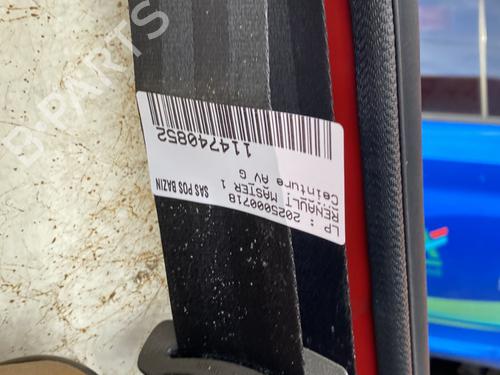 LP : 2025000718
RENAULT MASTER 1
Ceinture AV G
SAS POS BAZIN
114740852
B-PARTS